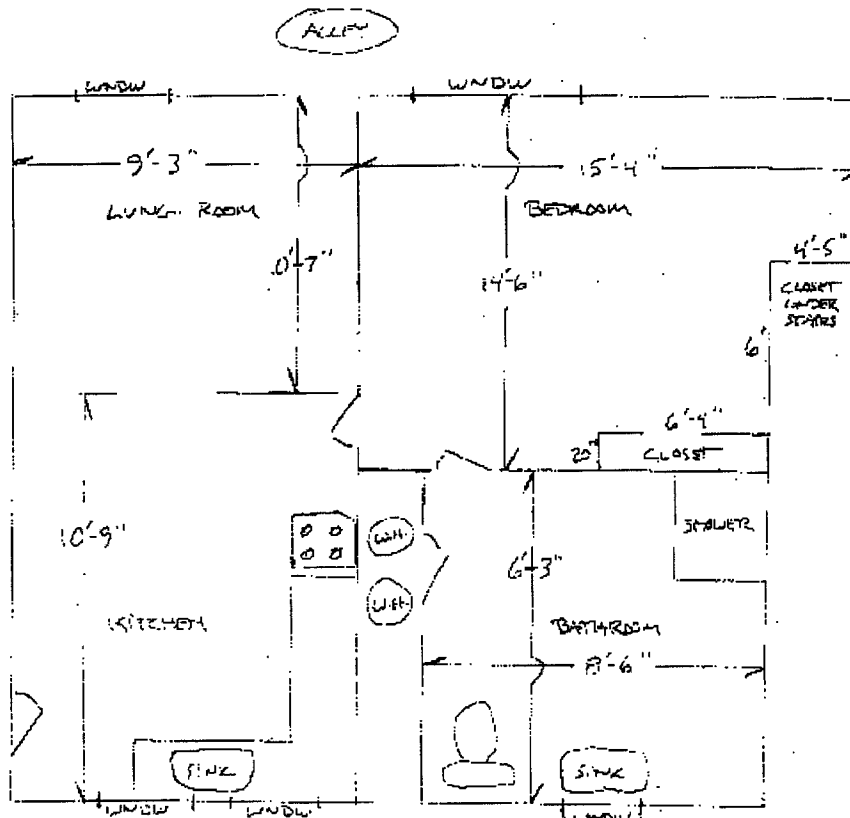 ALLEY
WNDW
WNDW
9'-3"
15'-4"
LIVING ROOM
BEDROOM
4'-5"
10'-7"
14'-6"
CLOSET
UNDER
STAIRS
6'
6'-4"
20"
CLOSET
10'-9"
W.H.
SHOWER
6'-3"
W.H.
KITCHEN
BATHROOM
8'-6"
SINK
SINK
WNDW
WNDW
WNDW